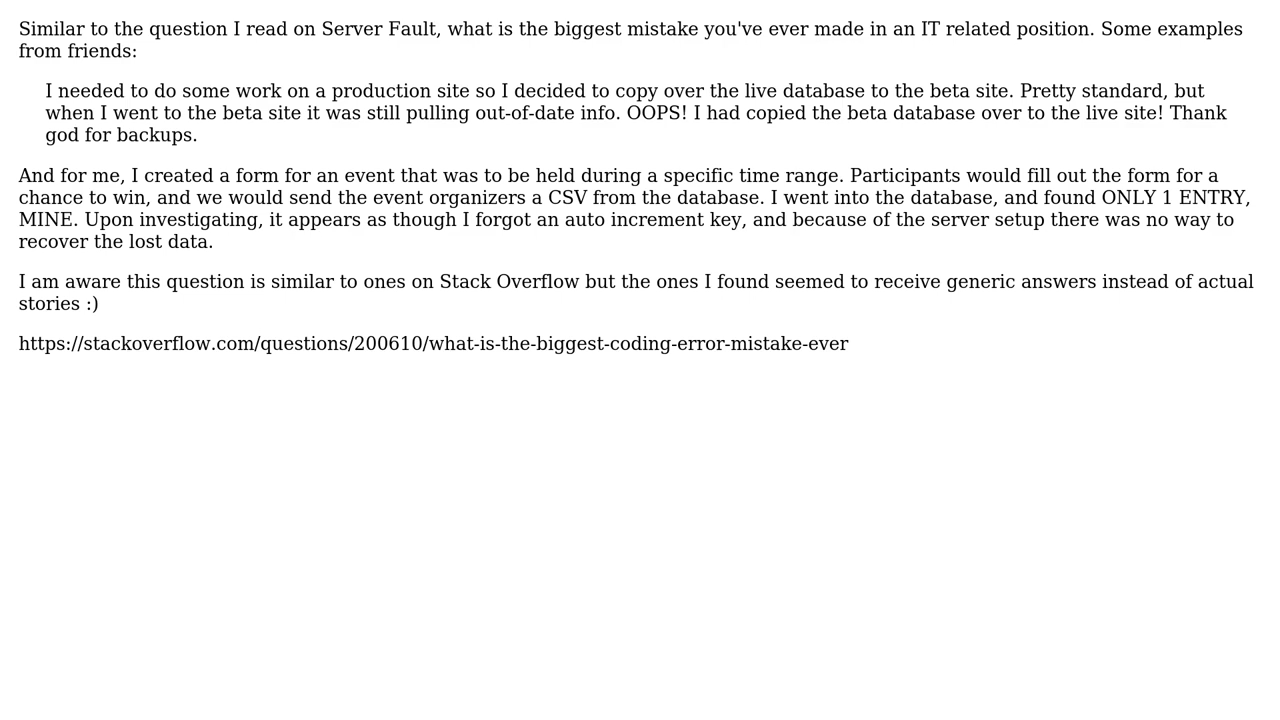 Similar to the question I read on Server Fault, what is the biggest mistake you've ever made in an IT related position. Some examples
from friends:
I needed to do some work on a production site so I decided to copy over the live database to the beta site. Pretty standard, but
when I went to the beta site it was still pulling out-of-date info. OOPS! I had copied the beta database over to the live site! Thank
god for backups.
And for me, I created a form for an event that was to be held during a specific time range. Participants would fill out the form for a
chance to win, and we would send the event organizers a CSV from the database. I went into the database, and found ONLY 1 ENTRY,
MINE. Upon investigating, it appears as though I forgot an auto increment key, and because of the server setup there was no way to
recover the lost data.
I am aware this question is similar to ones on Stack Overflow but the ones I found seemed to receive generic answers instead of actual
stories :)
https://stackoverflow.com/questions/200610/what-is-the-biggest-coding-error-mistake-ever